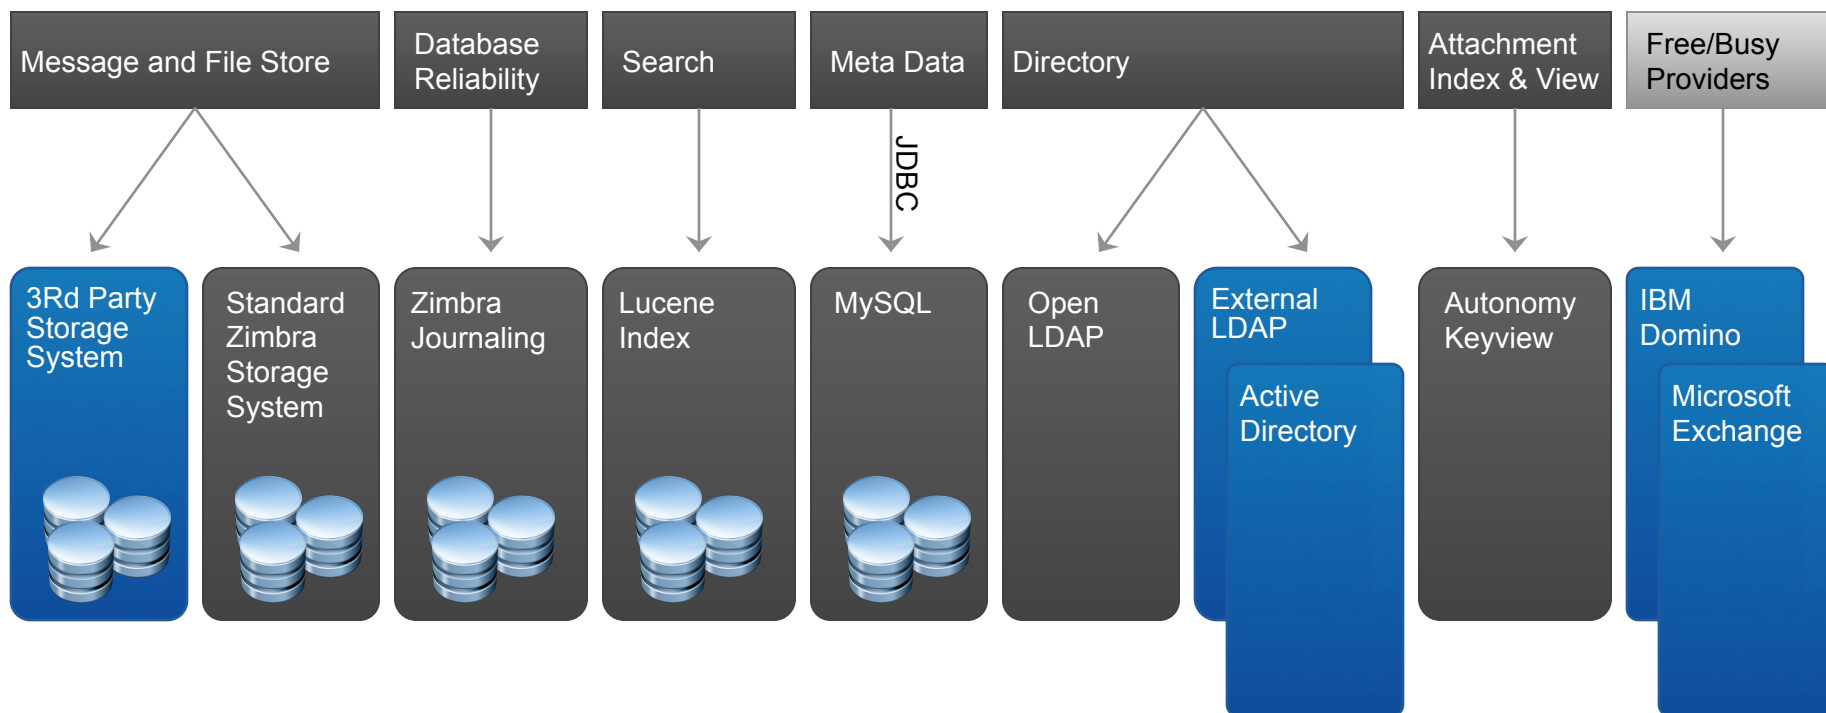 Message and File Store
Database
Reliability
Search
Meta Data
Directory
Attachment
Index & View
Free/Busy
Providers
JDBC
3Rd Party
Storage
System
Standard
Zimbra
Storage
System
Zimbra
Journaling
Lucene
Index
MySQL
Open
LDAP
External
LDAP
Active
Directory
Autonomy
Keyview
IBM
Domino
Microsoft
Exchange